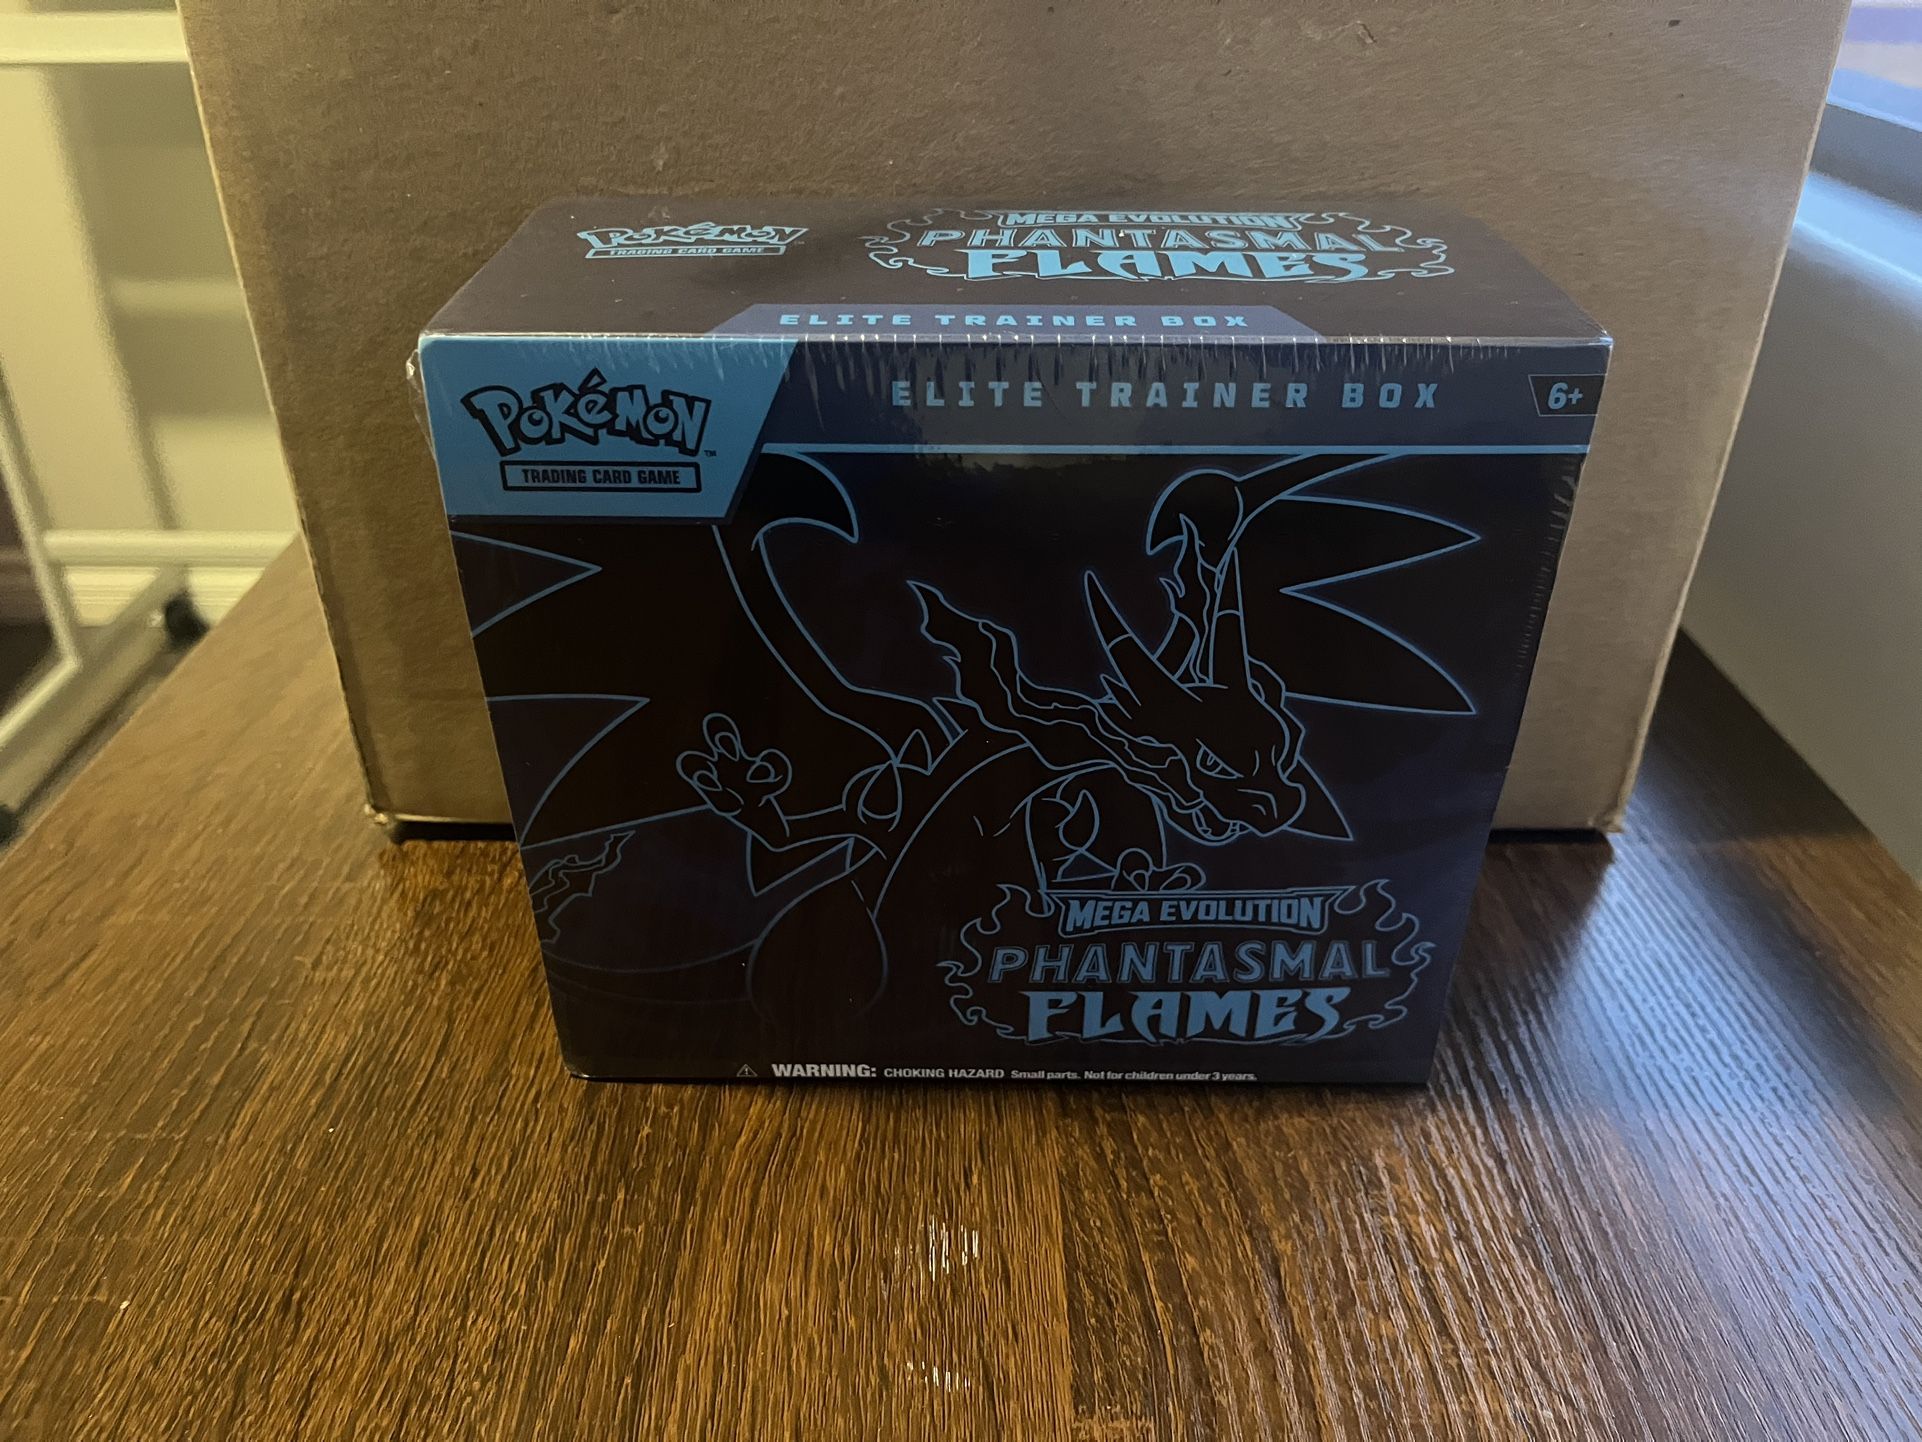 POKéMON
TRADING CARD GAME
MEGA EVOLUTION
PHANTASMAL
FLAMES
ELITE TRAINER BOX
POKéMON™
TRADING CARD GAME
ELITE TRAINER BOX
6+
MEGA EVOLUTION
PHANTASMAL
FLAMES
⚠ WARNING: CHOKING HAZARD Small parts. Not for children under 3 years.